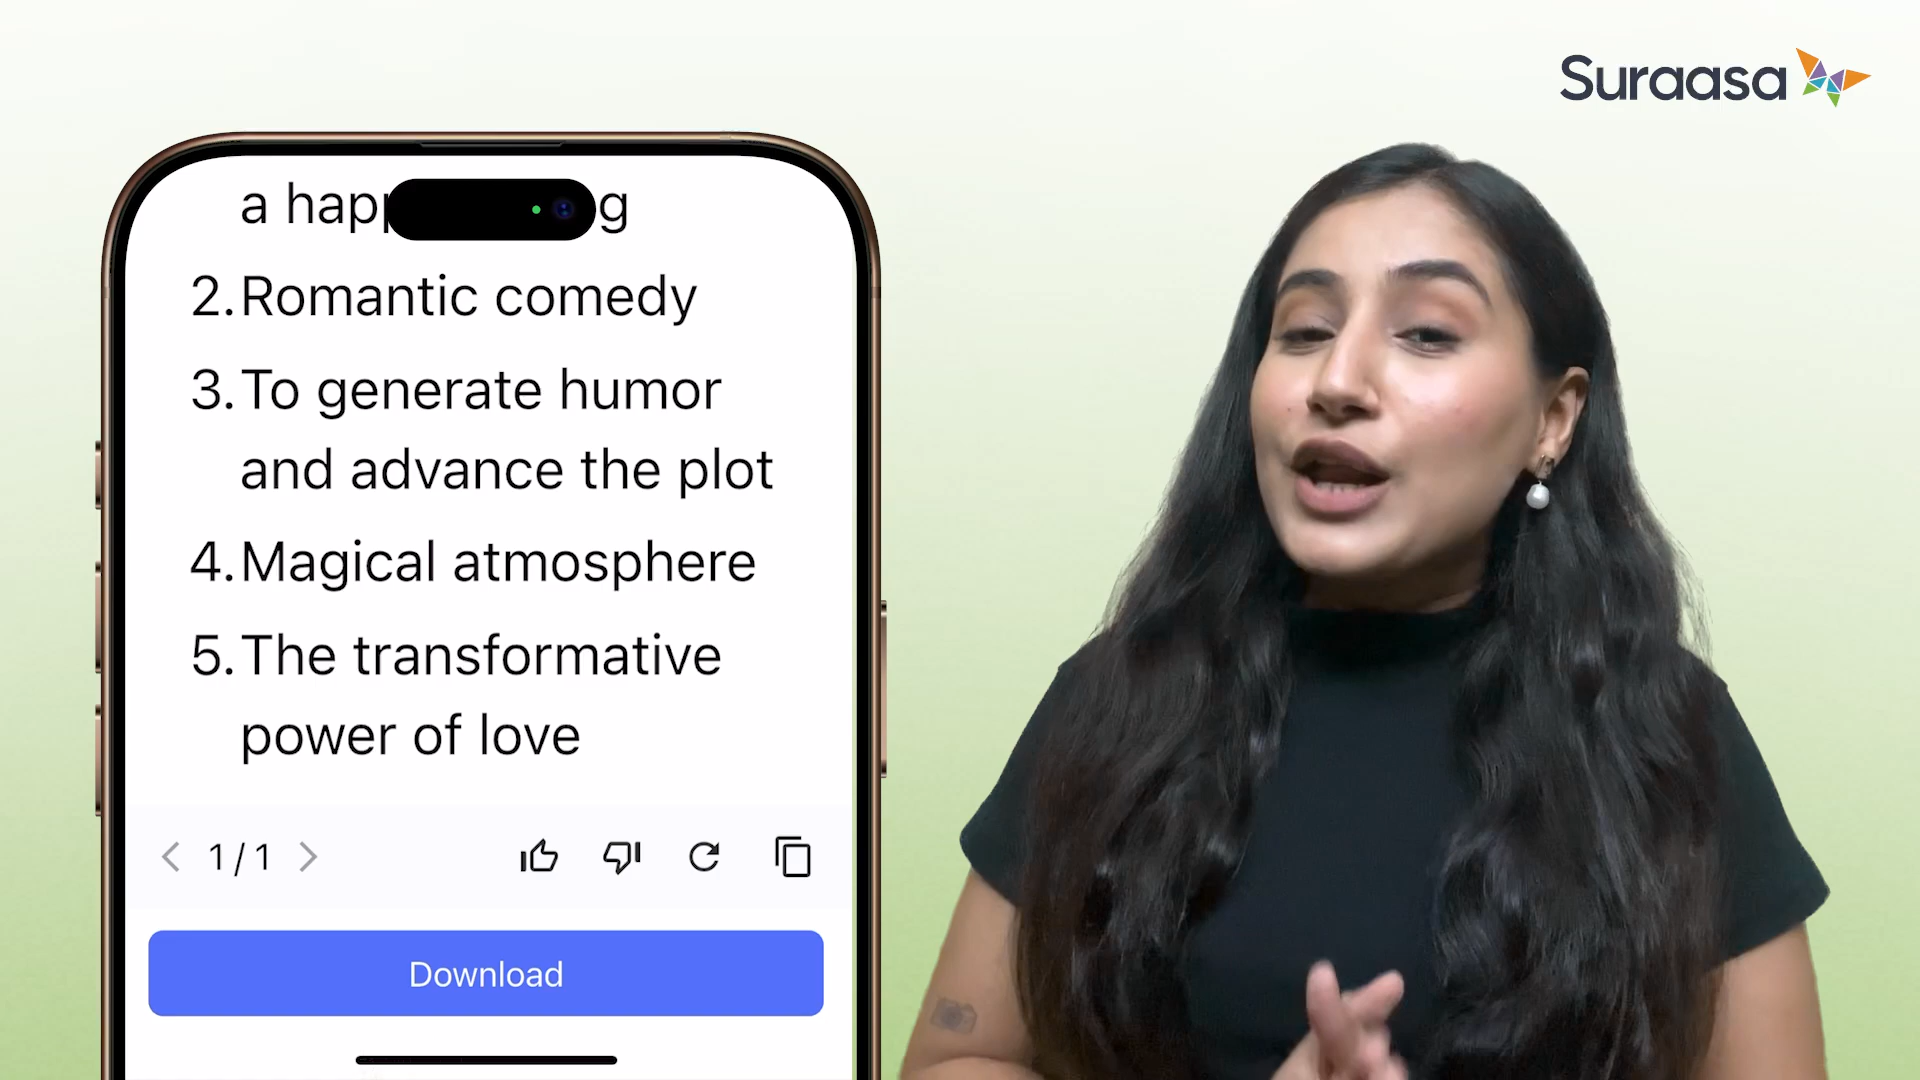 Suraasa
a hap g
2. Romantic comedy
3. To generate humor
and advance the plot
4. Magical atmosphere
5. The transformative
power of love
1 / 1
Download